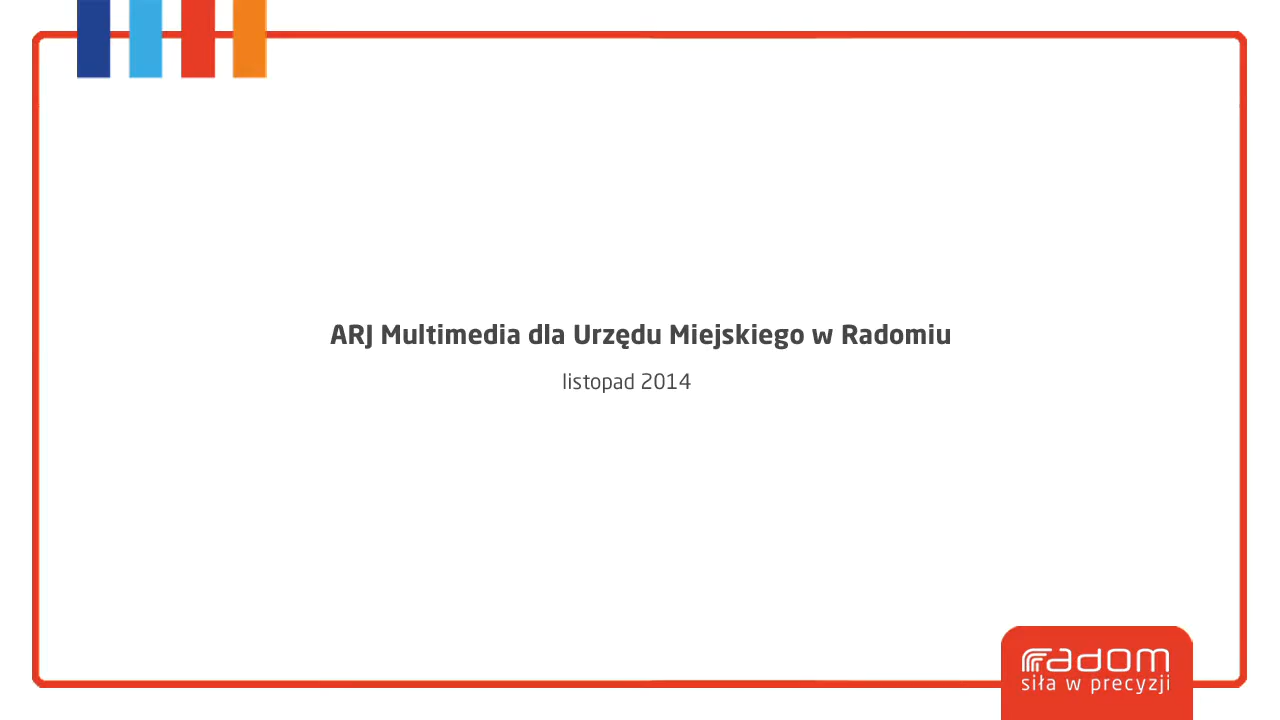 ARJ Multimedia dla Urzędu Miejskiego w Radomiu
listopad 2014
radom
siła w precyzji